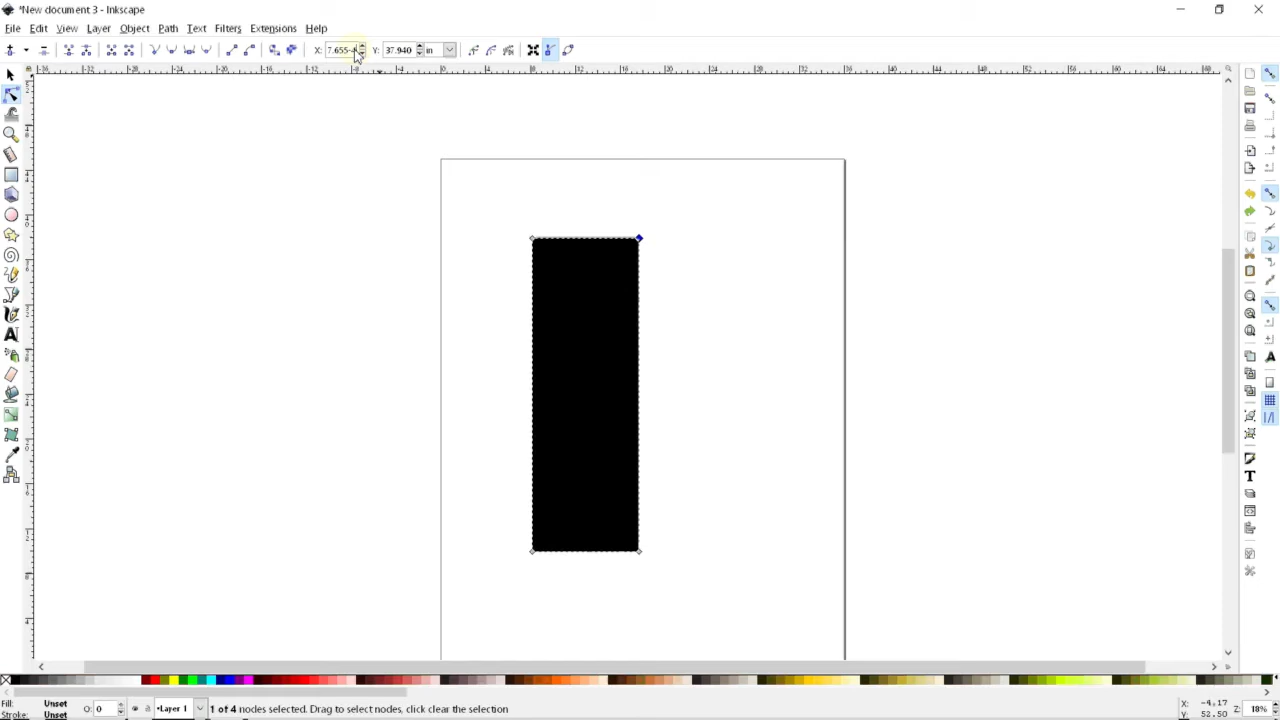 *New document 3 - Inkscape
File Edit View Layer Object Path Text Filters Extensions Help
X: 7.655-4 Y: 37.940 in
Fill: Unset O: 0 •Layer 1 1 of 4 nodes selected. Drag to select nodes, click clear the selection X: -4.17 Z: 18%
Stroke: Unset Y: 52.50